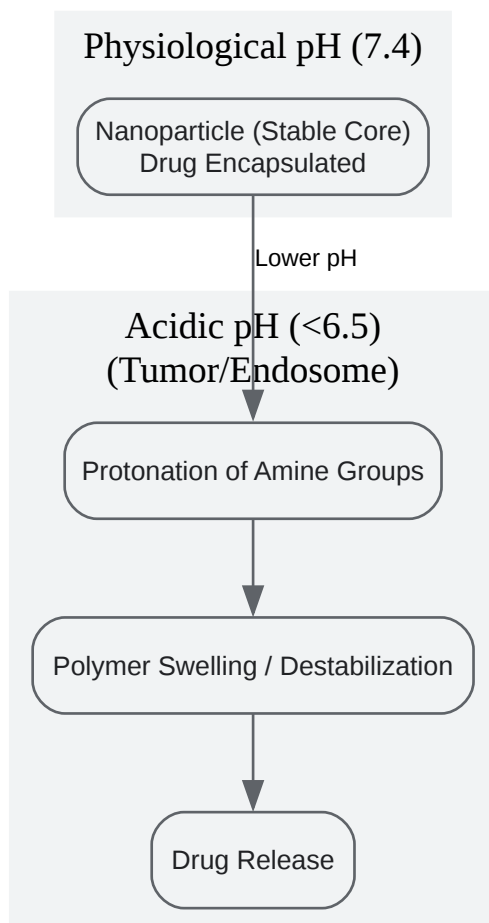 Physiological pH (7.4)
Nanoparticle (Stable Core)
Drug Encapsulated
Lower pH
Acidic pH (<6.5)
(Tumor/Endosome)
Protonation of Amine Groups
Polymer Swelling / Destabilization
Drug Release